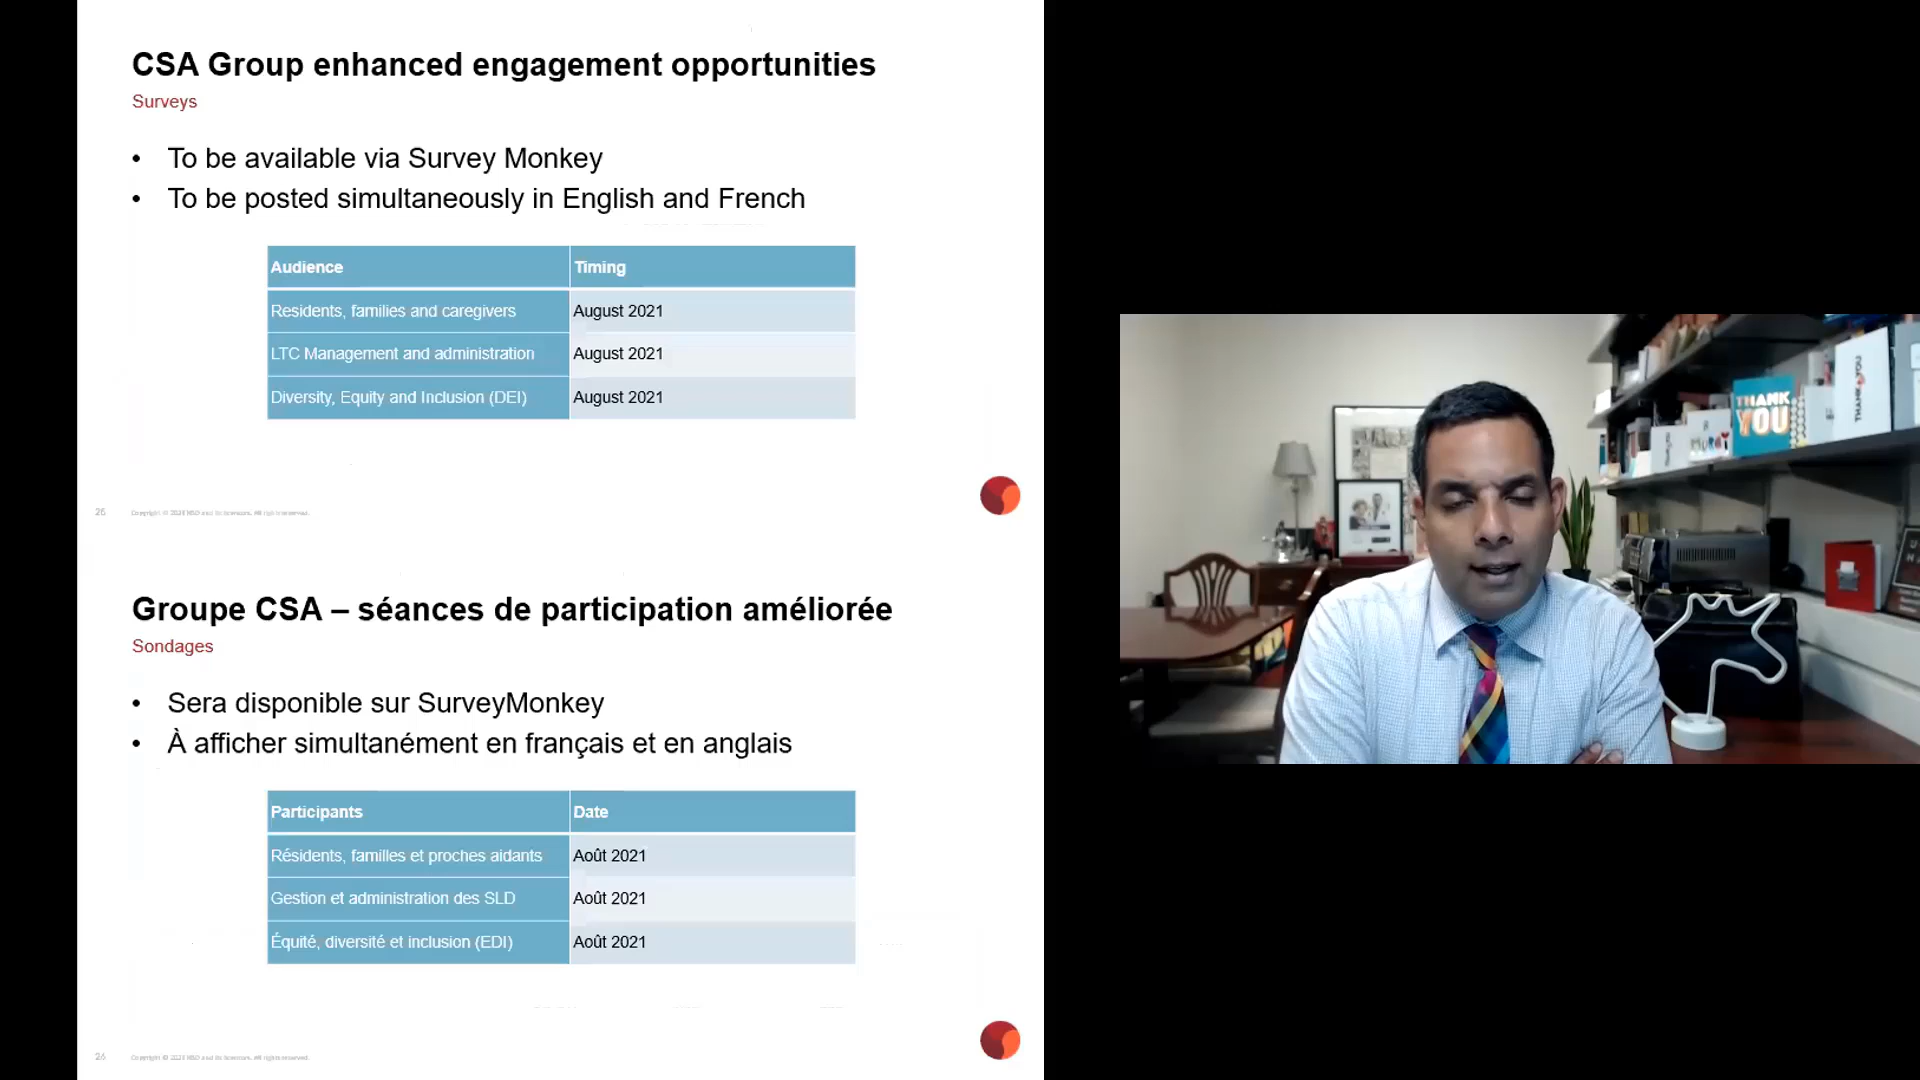 CSA Group enhanced engagement opportunities
Surveys
• To be available via Survey Monkey
• To be posted simultaneously in English and French
Audience Timing
Residents, families and caregivers August 2021
LTC Management and administration August 2021
Diversity, Equity and Inclusion (DEI) August 2021
Groupe CSA – séances de participation améliorée
Sondages
• Sera disponible sur SurveyMonkey
• À afficher simultanément en français et en anglais
Participants Date
Résidents, familles et proches aidants Août 2021
Gestion et administration des SLD Août 2021
Équité, diversité et inclusion (EDI) Août 2021
26
THANK
YOU
THANK YOU